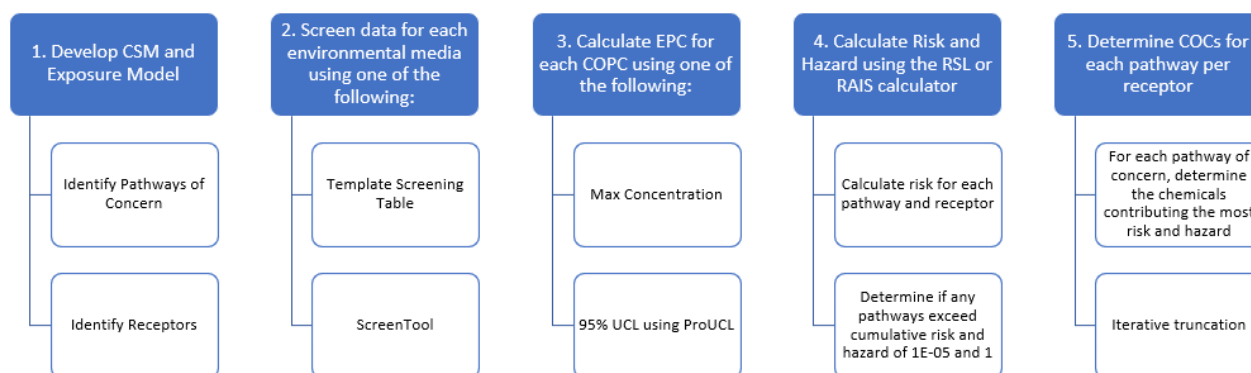 1. Develop CSM and
Exposure Model
Identify Pathways of
Concern
Identify Receptors
2. Screen data for each
environmental media
using one of the
following:
Template Screening
Table
ScreenTool
3. Calculate EPC for
each COPC using one of
the following:
Max Concentration
95% UCL using ProUCL
4. Calculate Risk and
Hazard using the RSL or
RAIS calculator
Calculate risk for each
pathway and receptor
Determine if any
pathways exceed
cumulative risk and
hazard of 1E-05 and 1
5. Determine COCs for
each pathway per
receptor
For each pathway of
concern, determine
the chemicals
contributing the most
risk and hazard
Iterative truncation